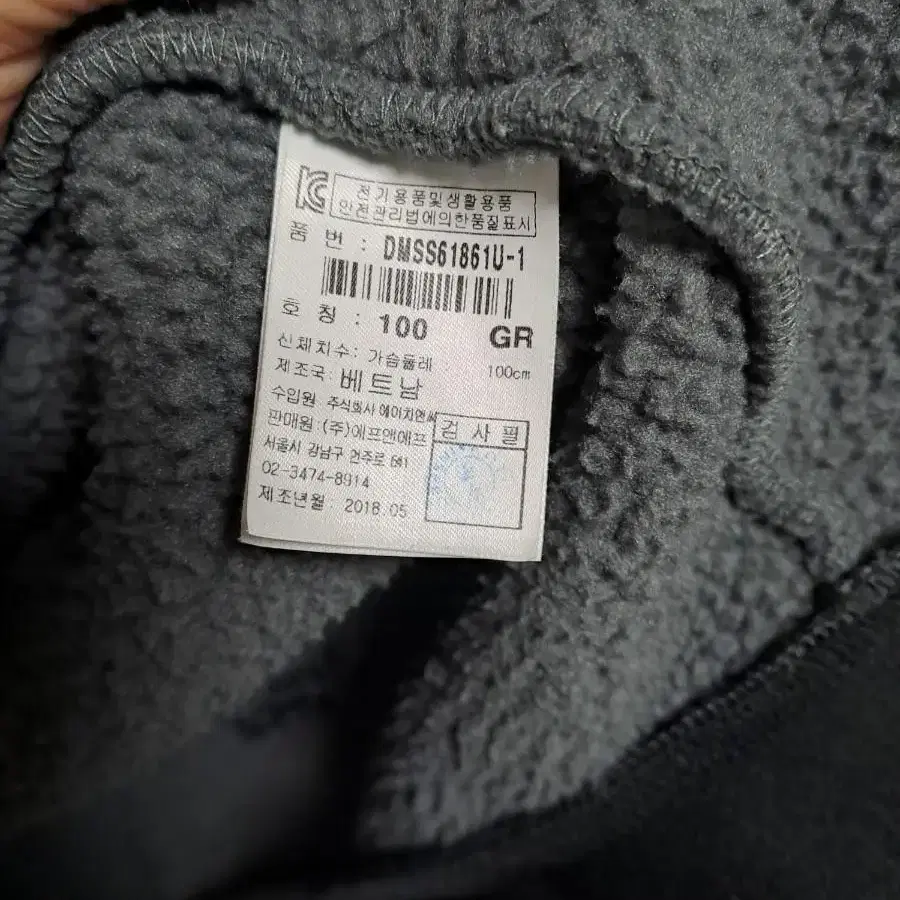 KC 전기용품및생활용품
안전관리법에의한품질표시
품 번 : DMSS61861U-1
호 칭 : 100 GR
신체치수: 가슴둘레 100cm
제조국: 베트남
수입원 주식회사 에이치앤씨
판매원 : (주)에프앤에프
서울시 강남구 언주로 541
02-3474-8914
제조년월: 2018.05
검 사 필